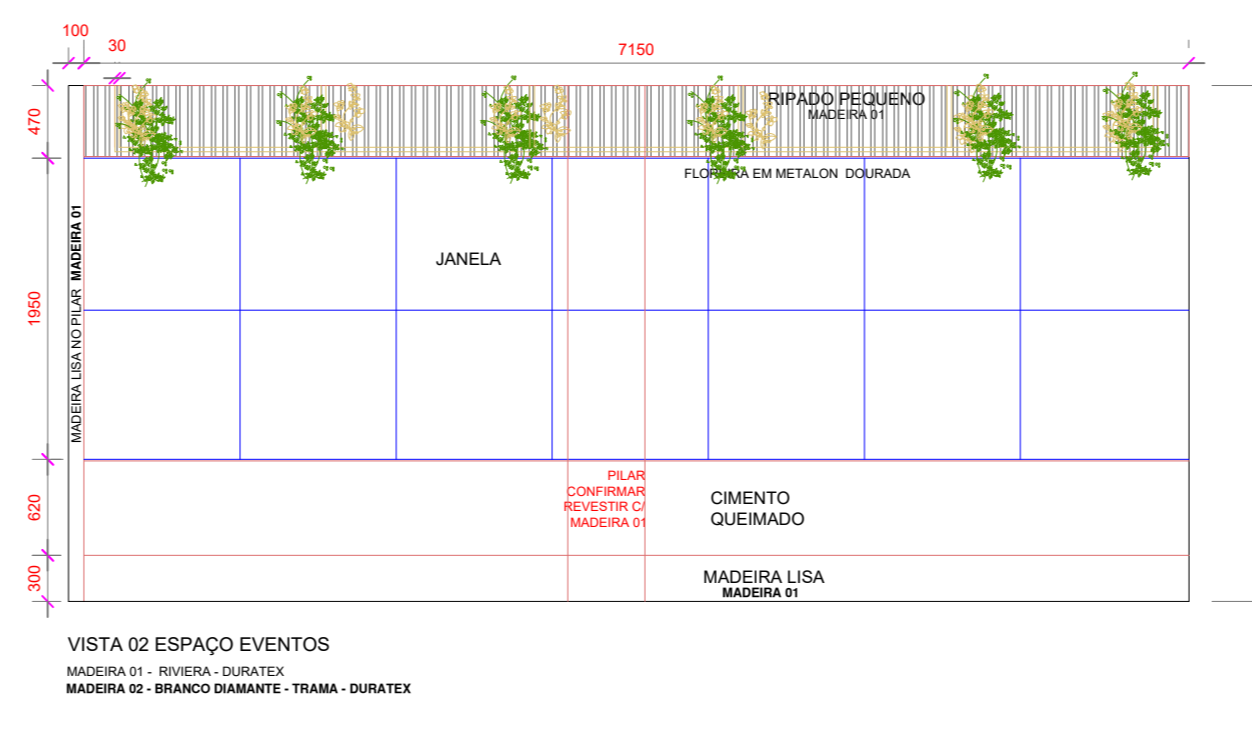 100
30
7150
470
RIPADO PEQUENO
MADEIRA 01
FLOREIRA EM METALON DOURADA
MADEIRA LISA NO PILAR MADEIRA 01
JANELA
1950
PILAR
CONFIRMAR
REVESTIR C/
MADEIRA 01
CIMENTO
QUEIMADO
620
MADEIRA LISA
MADEIRA 01
300
VISTA 02 ESPAÇO EVENTOS
MADEIRA 01 - RIVIERA - DURATEX
MADEIRA 02 - BRANCO DIAMANTE - TRAMA - DURATEX